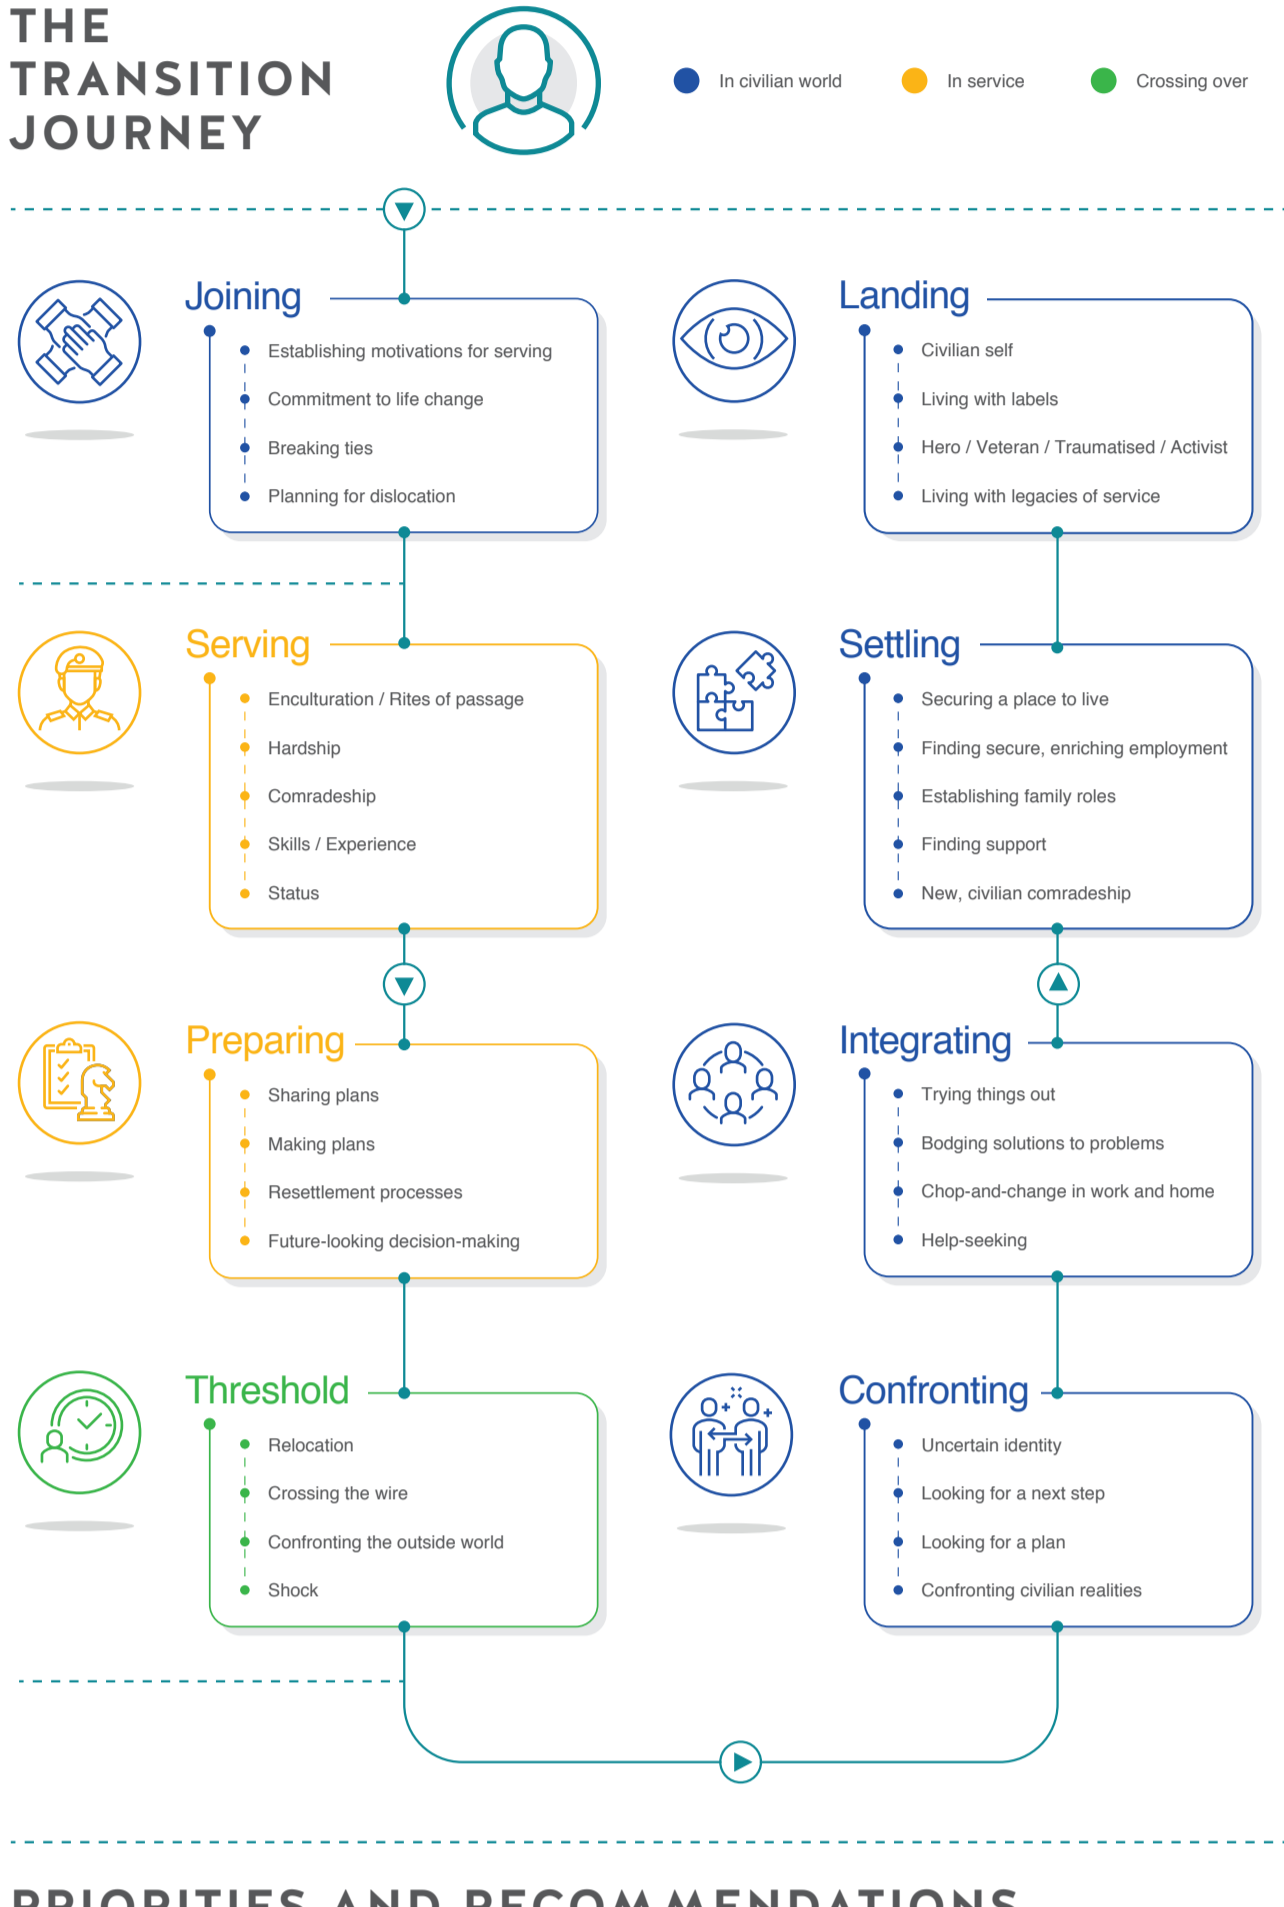 THE
TRANSITION
JOURNEY
In civilian world
In service
Crossing over
Joining
Establishing motivations for serving
Commitment to life change
Breaking ties
Planning for dislocation
Serving
Enculturation / Rites of passage
Hardship
Comradeship
Skills / Experience
Status
Preparing
Sharing plans
Making plans
Resettlement processes
Future-looking decision-making
Threshold
Relocation
Crossing the wire
Confronting the outside world
Shock
Landing
Civilian self
Living with labels
Hero / Veteran / Traumatised / Activist
Living with legacies of service
Settling
Securing a place to live
Finding secure, enriching employment
Establishing family roles
Finding support
New, civilian comradeship
Integrating
Trying things out
Bodging solutions to problems
Chop-and-change in work and home
Help-seeking
Confronting
Uncertain identity
Looking for a next step
Looking for a plan
Confronting civilian realities
PRIORITIES AND RECOMMENDATIONS